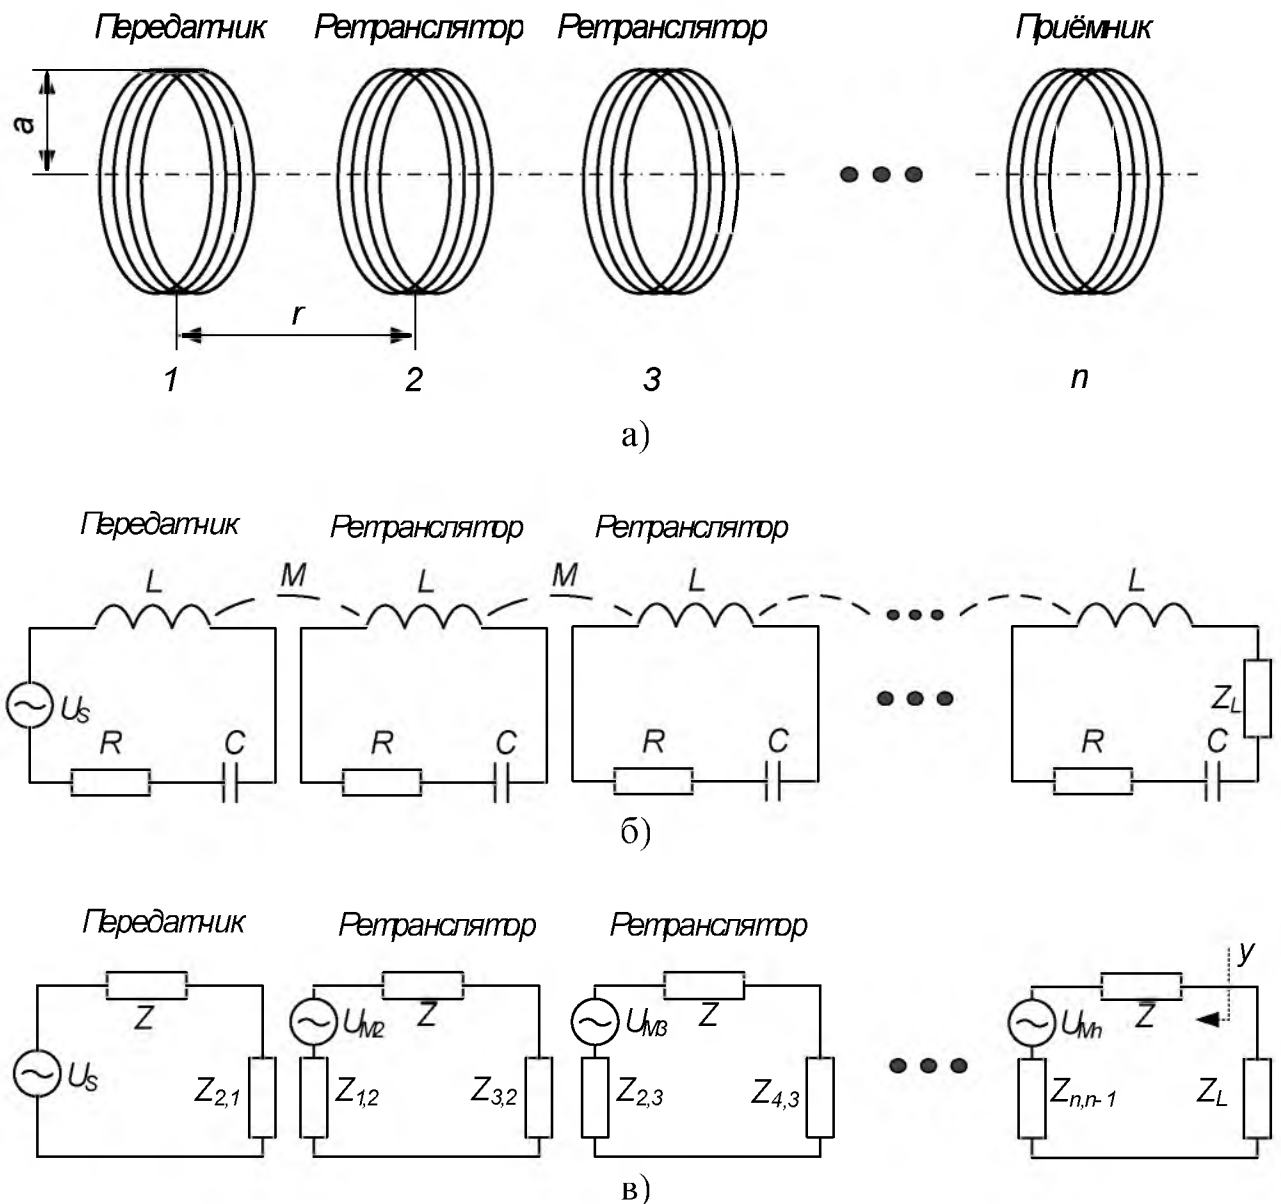 Передатчик Ретранслятор Ретранслятор Приёмник
a
r
1 2 3 n
а)
Передатчик Ретранслятор Ретранслятор
L M L M L L
U_S Z_L
R C R C R C R C
б)
Передатчик Ретранслятор Ретранслятор
y
Z U_M2 Z U_M3 Z U_Mn Z
U_S Z_2,1 Z_1,2 Z_3,2 Z_2,3 Z_4,3 Z_n,n-1 Z_L
в)